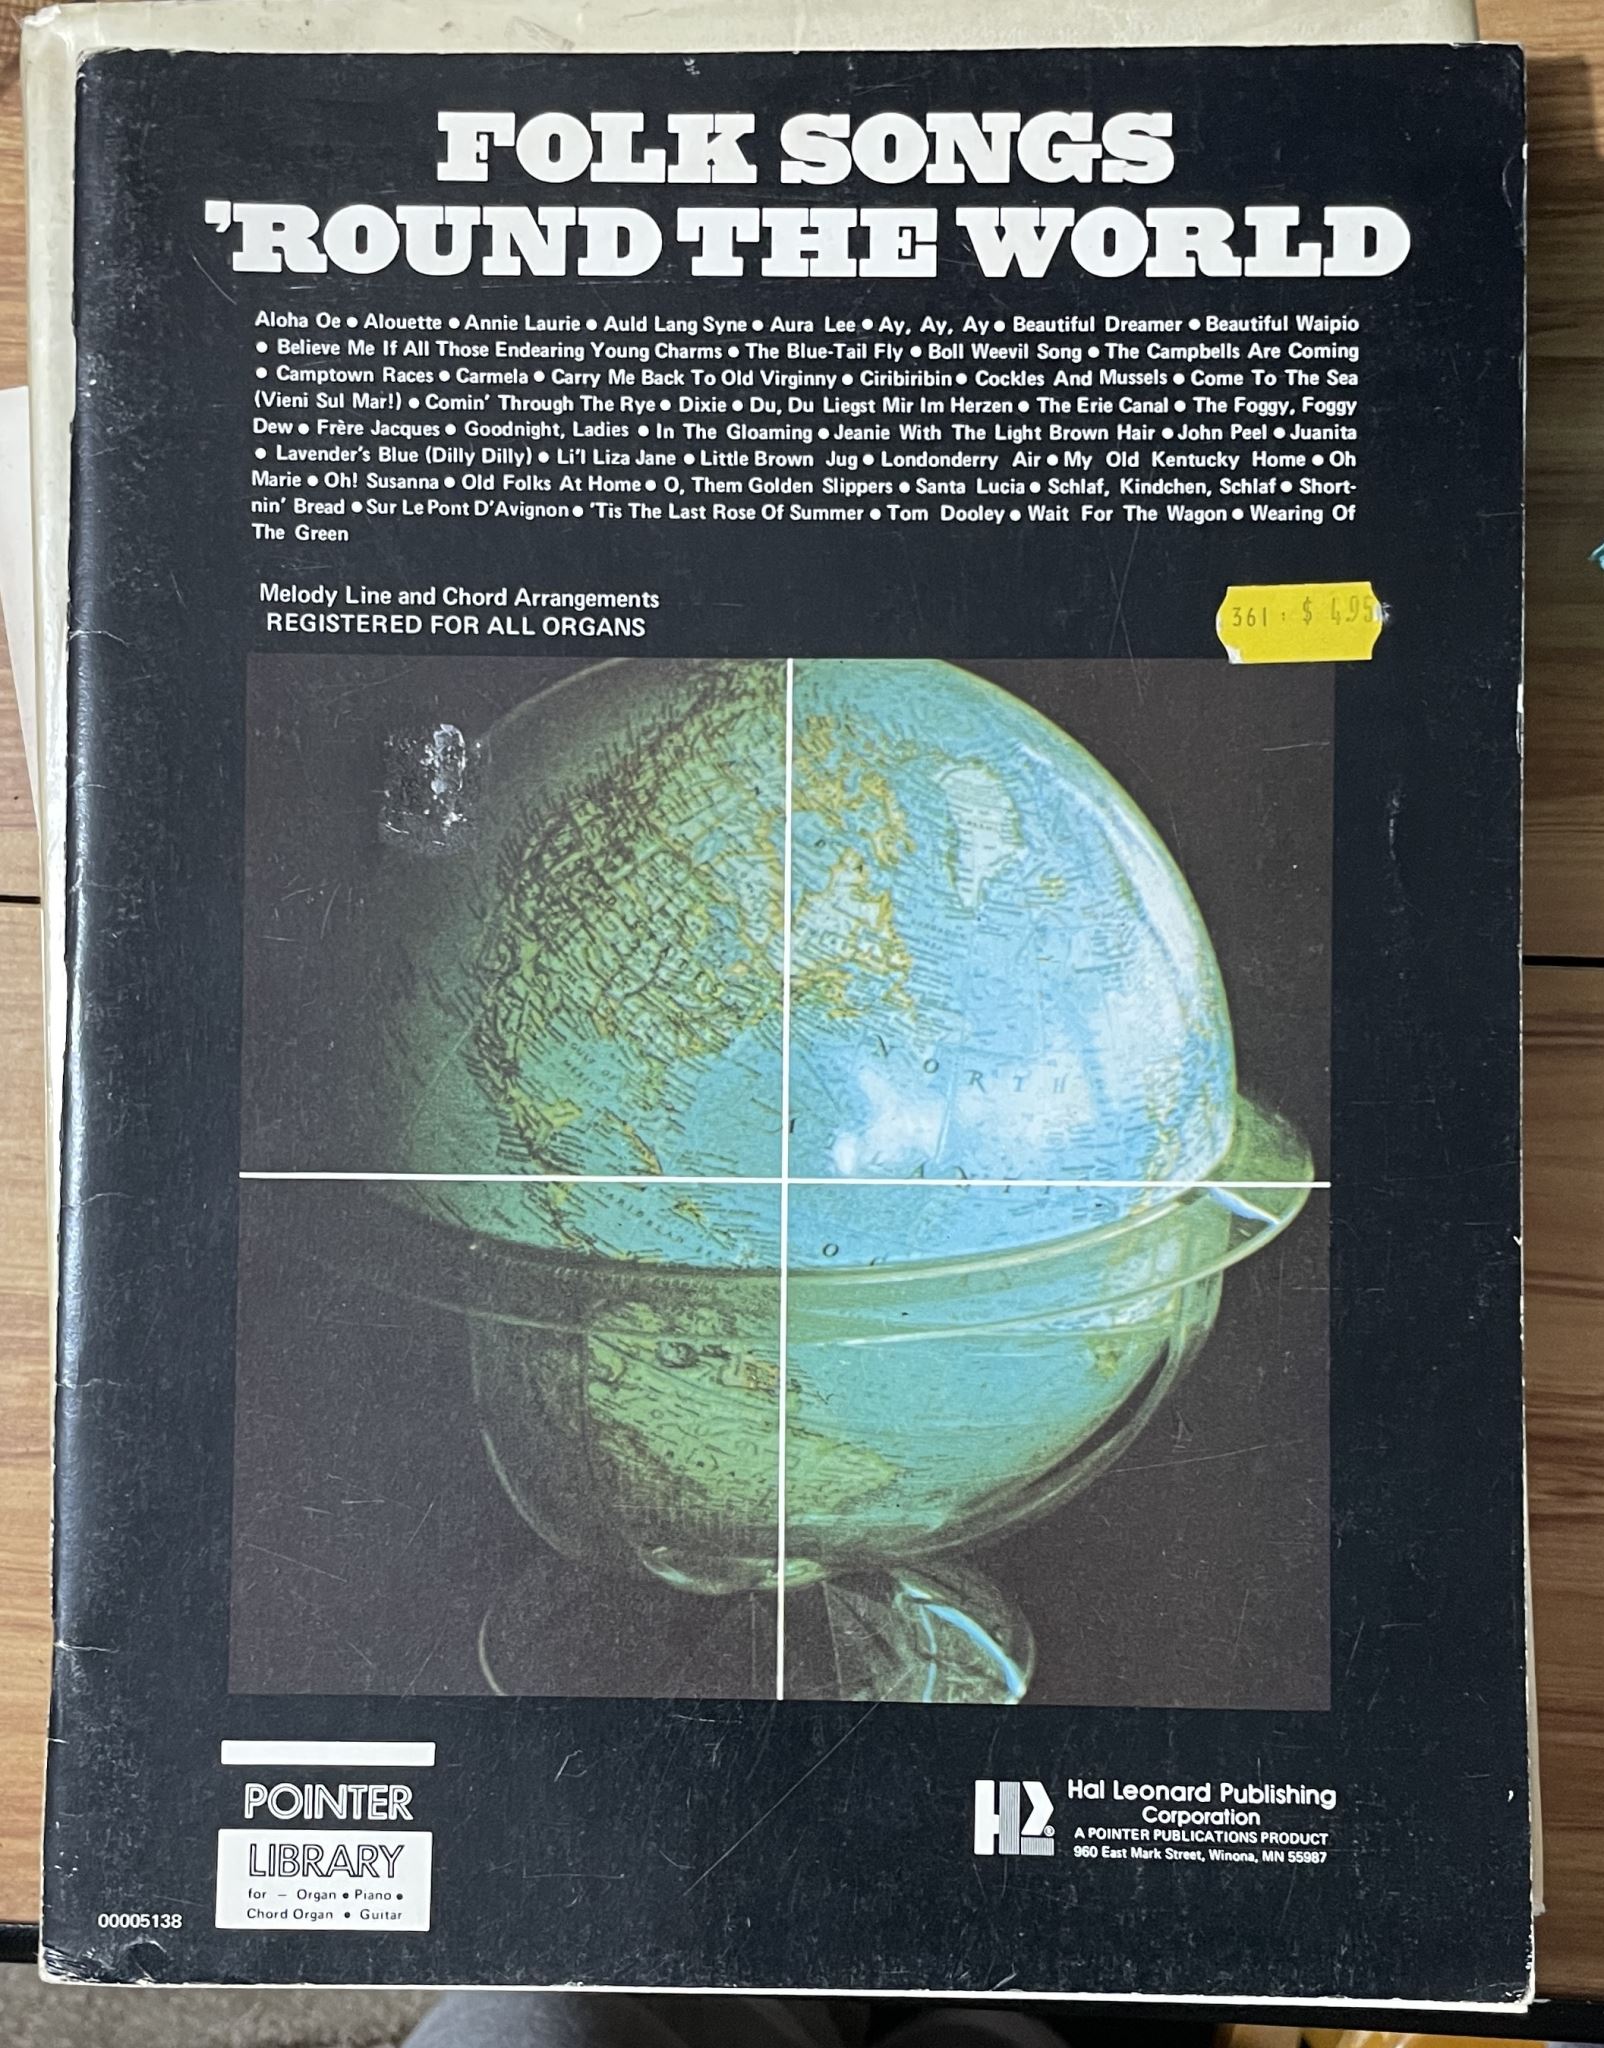 FOLK SONGS
'ROUND THE WORLD
Aloha Oe • Alouette • Annie Laurie • Auld Lang Syne • Aura Lee • Ay, Ay, Ay • Beautiful Dreamer • Beautiful Waipio
• Believe Me If All Those Endearing Young Charms • The Blue-Tail Fly • Boll Weevil Song • The Campbells Are Coming
• Camptown Races • Carmela • Carry Me Back To Old Virginny • Ciribiribin • Cockles And Mussels • Come To The Sea
(Vieni Sul Mar!) • Comin' Through The Rye • Dixie • Du, Du Liegst Mir Im Herzen • The Erie Canal • The Foggy, Foggy
Dew • Frère Jacques • Goodnight, Ladies • In The Gloaming • Jeanie With The Light Brown Hair • John Peel • Juanita
• Lavender's Blue (Dilly Dilly) • Li'l Liza Jane • Little Brown Jug • Londonderry Air • My Old Kentucky Home • Oh
Marie • Oh! Susanna • Old Folks At Home • O, Them Golden Slippers • Santa Lucia • Schlaf, Kindchen, Schlaf • Short-
nin' Bread • Sur Le Pont D'Avignon • 'Tis The Last Rose Of Summer • Tom Dooley • Wait For The Wagon • Wearing Of
The Green
Melody Line and Chord Arrangements
REGISTERED FOR ALL ORGANS
361 : $ 4.95
GULF OF
MEXICO
NORTH
CARIBBEAN
POINTER
LIBRARY
for — Organ • Piano •
Chord Organ • Guitar
00005138
Hal Leonard Publishing
Corporation
A POINTER PUBLICATIONS PRODUCT
960 East Mark Street, Winona, MN 55987